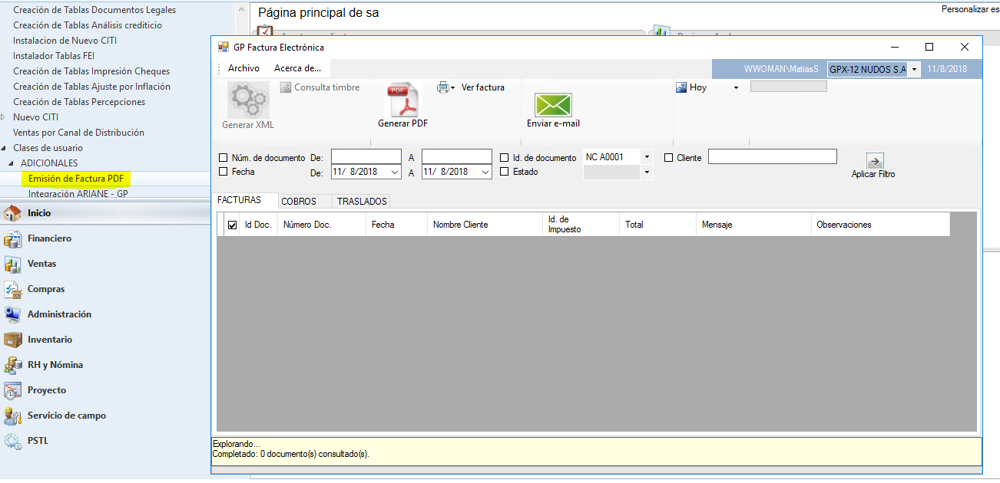 Creación de Tablas Documentos Legales
Creación de Tablas Análisis crediticio
Instalacion de Nuevo CITI
Instalador Tablas FEI
Creación de Tablas Impresión Cheques
Creación de Tablas Ajuste por Inflación
Creación de Tablas Percepciones
Nuevo CITI
Ventas por Canal de Distribución
Clases de usuario
ADICIONALES
Emisión de Factura PDF
Integración ARIANE - GP
Inicio
Financiero
Ventas
Compras
Administración
Inventario
RH y Nómina
Proyecto
Servicio de campo
PSTL
Página principal de sa
Personalizar es
GP Factura Electrónica
Archivo Acerca de...
WWOMAN\MatiasS GPX-12 NUDOS S.A 11/8/2018
Generar XML
Consulta timbre
PDF
Generar PDF
Ver factura
Enviar e-mail
Hoy
Núm. de documento De: A Id. de documento NC A0001 Cliente
Fecha De: 11/ 8/2018 A 11/ 8/2018 Estado
Aplicar Filtro
FACTURAS COBROS TRASLADOS
Id Doc. Número Doc. Fecha Nombre Cliente Id. de Impuesto Total Mensaje Observaciones
Explorando...
Completado: 0 documento(s) consultado(s).